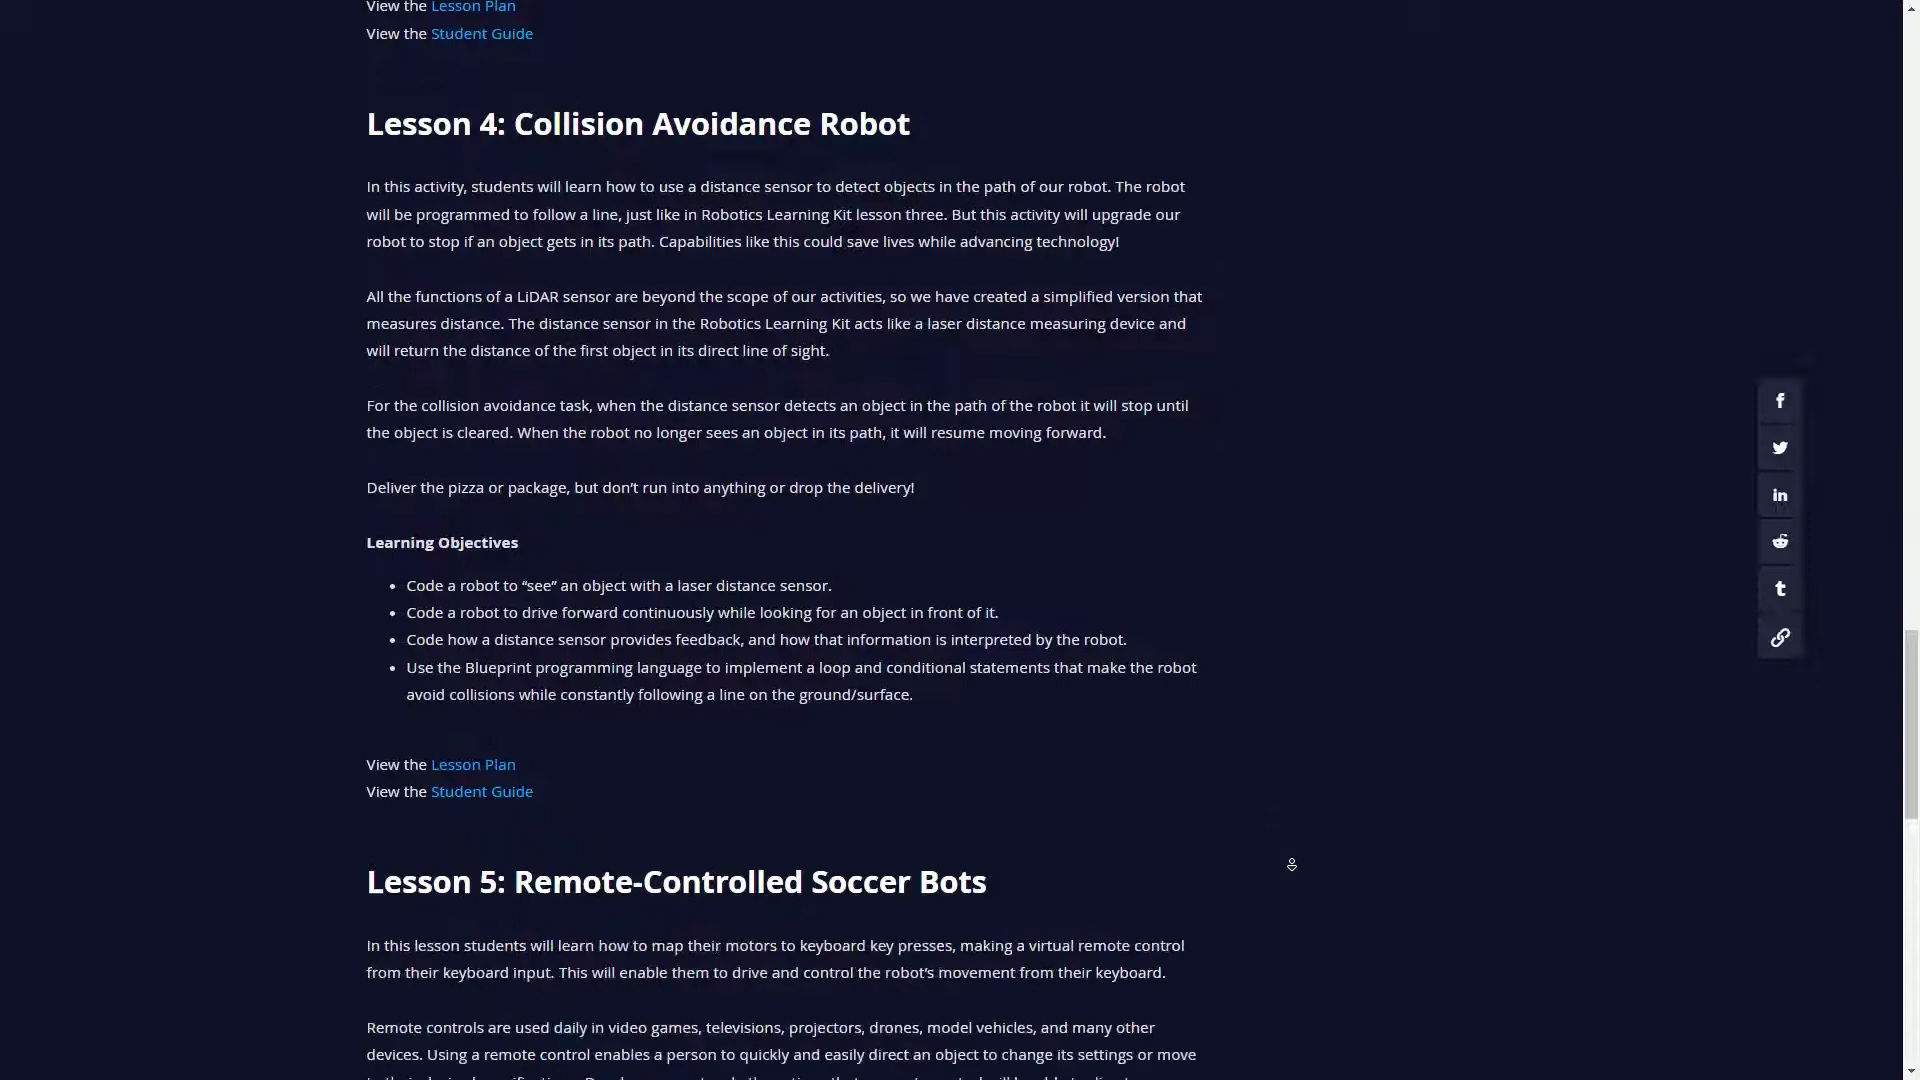 View the Lesson Plan
View the Student Guide
Lesson 4: Collision Avoidance Robot
In this activity, students will learn how to use a distance sensor to detect objects in the path of our robot. The robot
will be programmed to follow a line, just like in Robotics Learning Kit lesson three. But this activity will upgrade our
robot to stop if an object gets in its path. Capabilities like this could save lives while advancing technology!
All the functions of a LiDAR sensor are beyond the scope of our activities, so we have created a simplified version that
measures distance. The distance sensor in the Robotics Learning Kit acts like a laser distance measuring device and
will return the distance of the first object in its direct line of sight.
For the collision avoidance task, when the distance sensor detects an object in the path of the robot it will stop until
the object is cleared. When the robot no longer sees an object in its path, it will resume moving forward.
Deliver the pizza or package, but don’t run into anything or drop the delivery!
Learning Objectives
• Code a robot to “see” an object with a laser distance sensor.
• Code a robot to drive forward continuously while looking for an object in front of it.
• Code how a distance sensor provides feedback, and how that information is interpreted by the robot.
• Use the Blueprint programming language to implement a loop and conditional statements that make the robot
avoid collisions while constantly following a line on the ground/surface.
View the Lesson Plan
View the Student Guide
Lesson 5: Remote-Controlled Soccer Bots
In this lesson students will learn how to map their motors to keyboard key presses, making a virtual remote control
from their keyboard input. This will enable them to drive and control the robot’s movement from their keyboard.
Remote controls are used daily in video games, televisions, projectors, drones, model vehicles, and many other
devices. Using a remote control enables a person to quickly and easily direct an object to change its settings or move